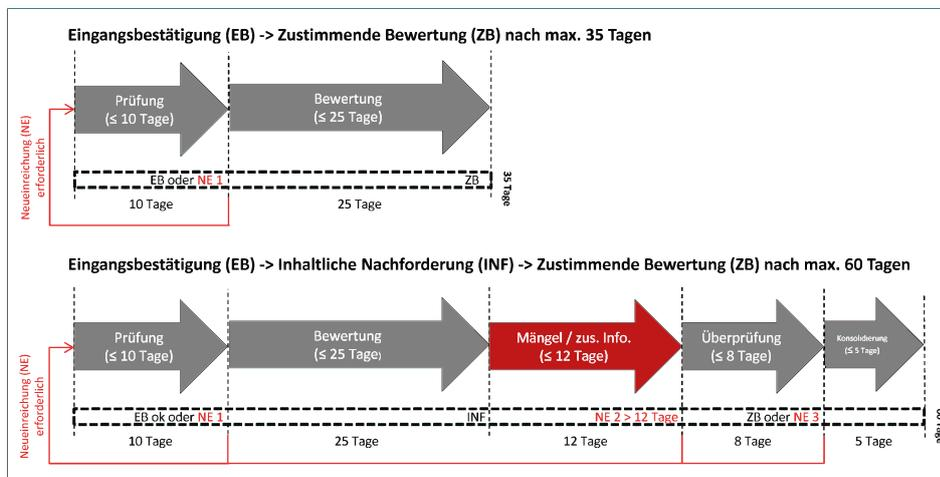 Eingangsbestätigung (EB) -> Zustimmende Bewertung (ZB) nach max. 35 Tagen
Neueinreichung (NE)
erforderlich
Prüfung
(≤ 10 Tage)
Bewertung
(≤ 25 Tage)
EB oder NE 1
ZB
35 Tage
10 Tage
25 Tage
Eingangsbestätigung (EB) -> Inhaltliche Nachforderung (INF) -> Zustimmende Bewertung (ZB) nach max. 60 Tagen
Neueinreichung (NE)
erforderlich
Prüfung
(≤ 10 Tage)
Bewertung
(≤ 25 Tage)
Mängel / zus. Info.
(≤ 12 Tage)
Überprüfung
(≤ 8 Tage)
Konsolidierung
(≤ 5 Tage)
EB ok oder NE 1
INF
NE 2 > 12 Tage
ZB oder NE 3
10 Tage
25 Tage
12 Tage
8 Tage
5 Tage